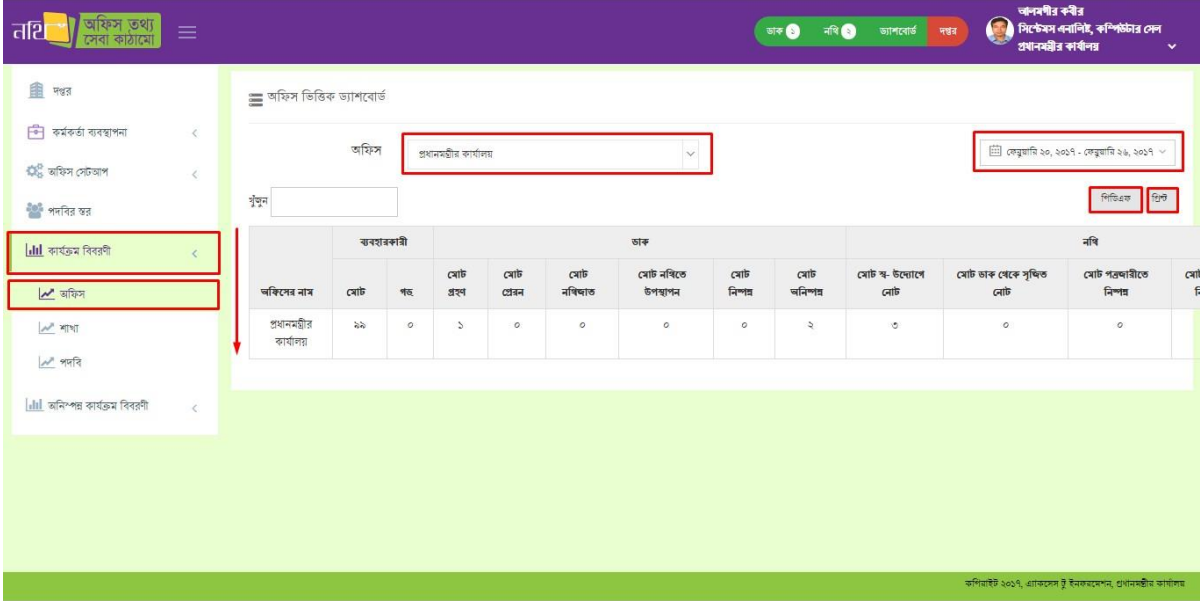 নথি অফিস তথ্য
সেবা কাঠামো
ডাক ১ নথি ২ ড্যাশবোর্ড দপ্তর
আলমগীর কবীর
সিস্টেমস এনালিষ্ট, কম্পিউটার সেল
প্রধানমন্ত্রীর কার্যালয়
দপ্তর
কর্মকর্তা ব্যবস্থাপনা
অফিস সেটআপ
পদবির স্তর
কার্যক্রম বিবরণী
অফিস
শাখা
পদবি
অনিস্পন্ন কার্যক্রম বিবরণী
অফিস ভিত্তিক ড্যাশবোর্ড
অফিস প্রধানমন্ত্রীর কার্যালয় ফেব্রুয়ারি ২০, ২০১৭ - ফেব্রুয়ারি ২৬, ২০১৭
খুঁজুন পিডিএফ প্রিন্ট
ব্যবহারকারী ডাক নথি
অফিসের নাম মোট গড় মোট গ্রহণ মোট প্রেরন মোট নথিজাত মোট নথিতে উপস্থাপন মোট নিষ্পন্ন মোট অনিষ্পন্ন মোট স্ব- উদ্যোগে নোট মোট ডাক থেকে সৃজিত নোট মোট পত্রজারীতে নিষ্পন্ন
প্রধানমন্ত্রীর কার্যালয় ৯৯ ০ ১ ০ ০ ০ ০ ২ ৩ ০ ০
কপিরাইট ২০১৭, এ্যাকসেস টু ইনফরমেশন, প্রধানমন্ত্রীর কার্যালয়